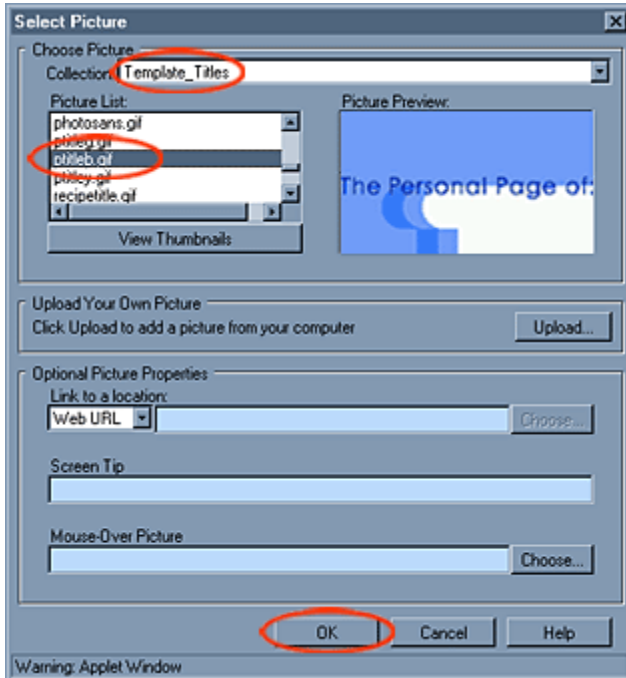 Select Picture
Choose Picture
Collection: Template_Titles
Picture List:
Picture Preview:
photosans.gif
ptitleg.gif
ptitleb.gif
ptitley.gif
recipetitle.gif
The Personal Page of:
View Thumbnails
Upload Your Own Picture
Click Upload to add a picture from your computer
Upload...
Optional Picture Properties
Link to a location:
Web URL
Choose...
Screen Tip
Mouse-Over Picture
Choose...
OK
Cancel
Help
Warning: Applet Window